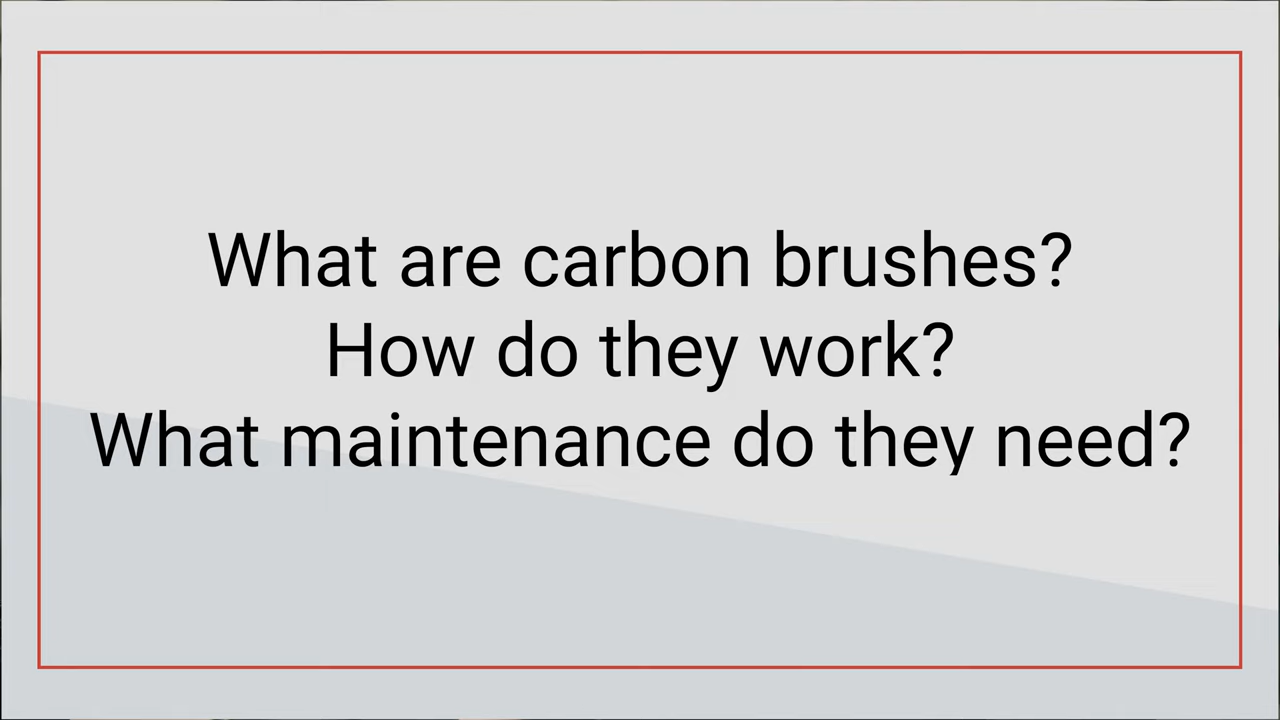 What are carbon brushes?
How do they work?
What maintenance do they need?